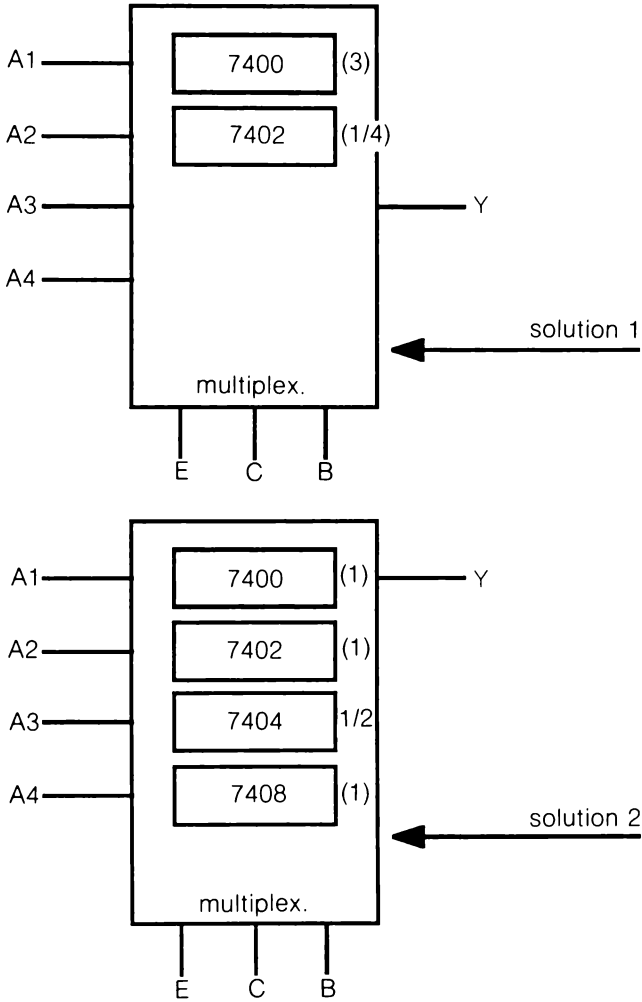 A1 7400 (3)
A2 7402 (1/4)
A3 Y
A4
solution 1
multiplex.
E C B
A1 7400 (1) Y
A2 7402 (1)
A3 7404 1/2
A4 7408 (1)
solution 2
multiplex.
E C B